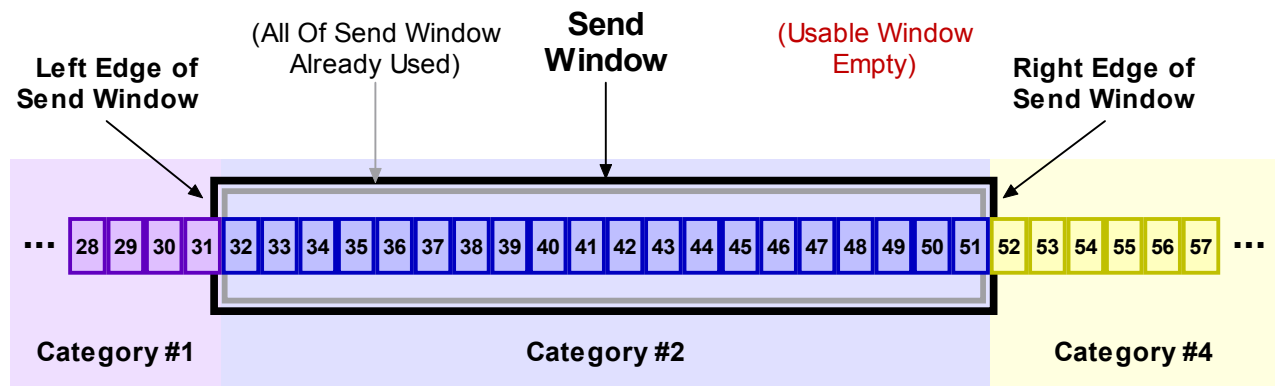 (All Of Send Window
Already Used)
Send
Window
(Usable Window
Empty)
Left Edge of
Send Window
Right Edge of
Send Window
... 28 29 30 31 32 33 34 35 36 37 38 39 40 41 42 43 44 45 46 47 48 49 50 51 52 53 54 55 56 57 ...
Category #1 Category #2 Category #4